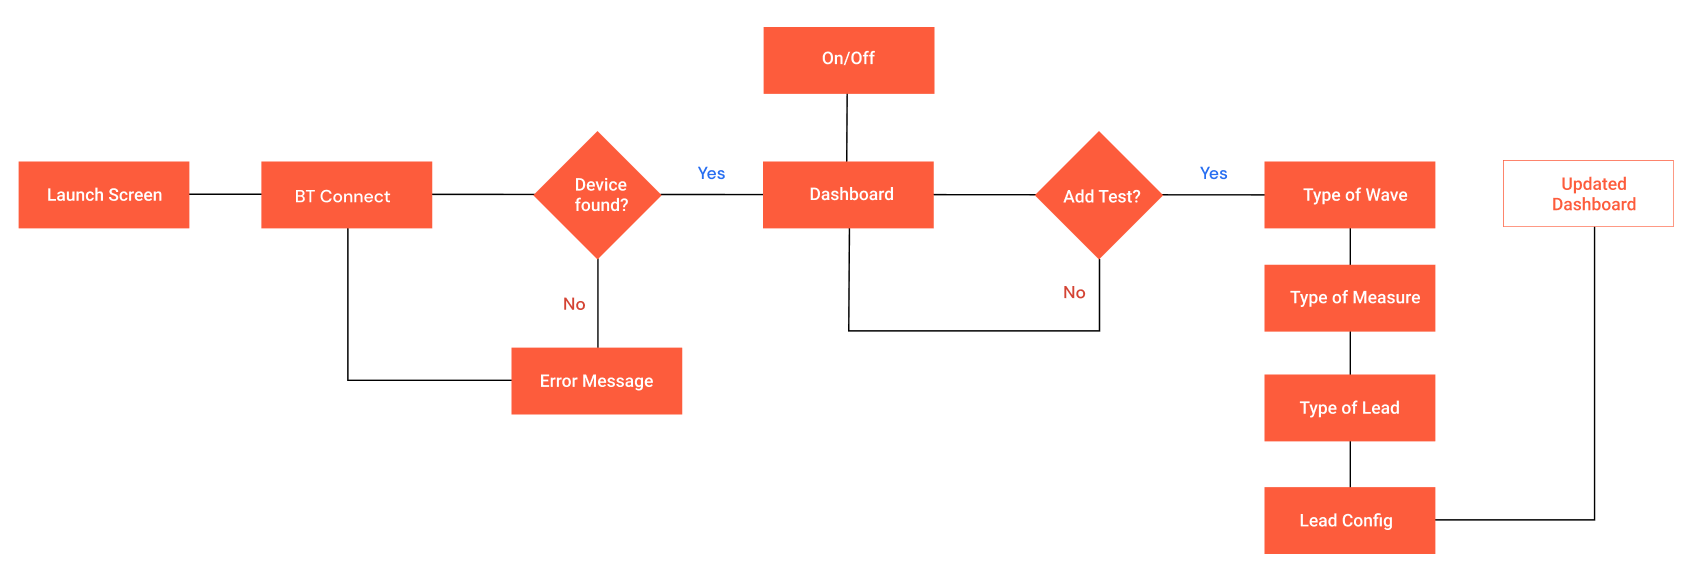 On/Off
Launch Screen
BT Connect
Device
found?
Yes
Dashboard
Add Test?
Yes
Type of Wave
Updated
Dashboard
No
No
Type of Measure
Error Message
Type of Lead
Lead Config